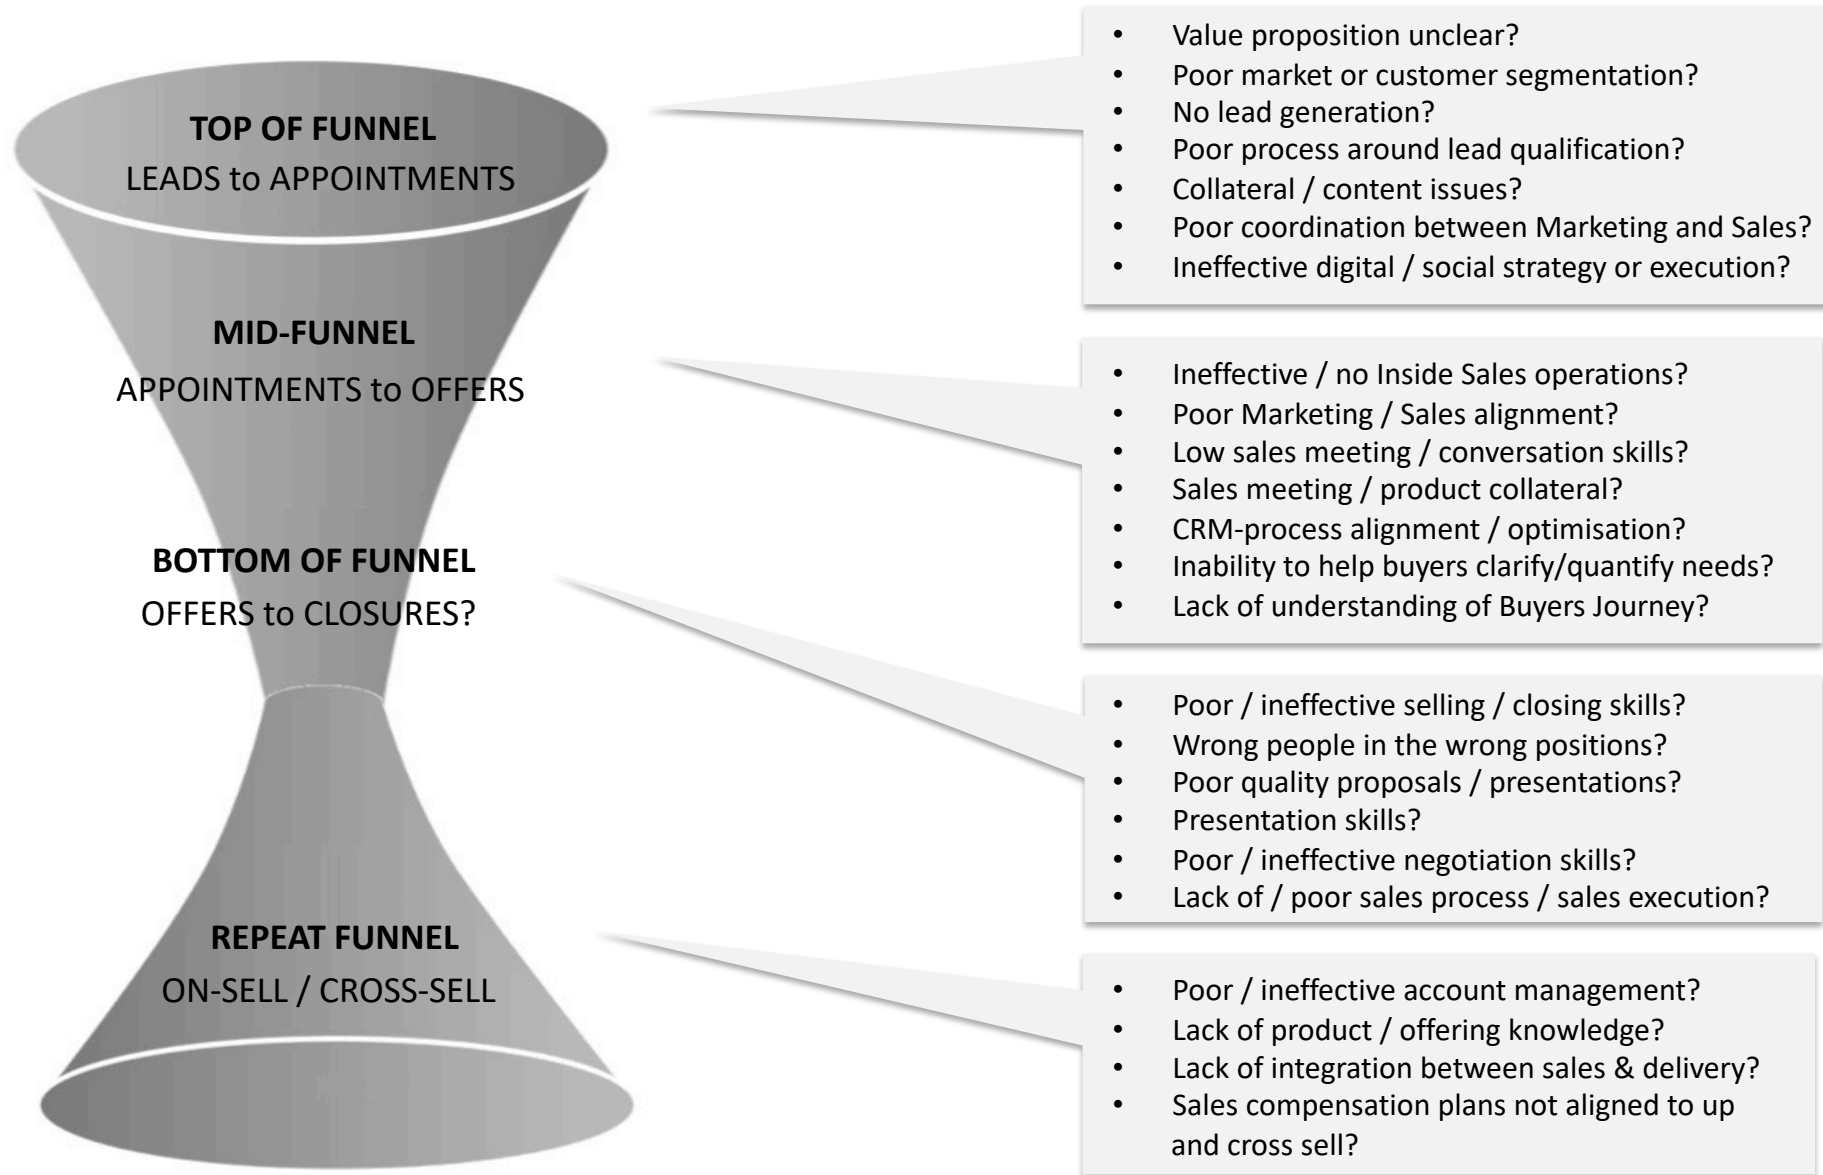 TOP OF FUNNEL
LEADS to APPOINTMENTS
• Value proposition unclear?
• Poor market or customer segmentation?
• No lead generation?
• Poor process around lead qualification?
• Collateral / content issues?
• Poor coordination between Marketing and Sales?
• Ineffective digital / social strategy or execution?
MID-FUNNEL
APPOINTMENTS to OFFERS
• Ineffective / no Inside Sales operations?
• Poor Marketing / Sales alignment?
• Low sales meeting / conversation skills?
• Sales meeting / product collateral?
• CRM-process alignment / optimisation?
• Inability to help buyers clarify/quantify needs?
• Lack of understanding of Buyers Journey?
BOTTOM OF FUNNEL
OFFERS to CLOSURES?
• Poor / ineffective selling / closing skills?
• Wrong people in the wrong positions?
• Poor quality proposals / presentations?
• Presentation skills?
• Poor / ineffective negotiation skills?
• Lack of / poor sales process / sales execution?
REPEAT FUNNEL
ON-SELL / CROSS-SELL
• Poor / ineffective account management?
• Lack of product / offering knowledge?
• Lack of integration between sales & delivery?
• Sales compensation plans not aligned to up
and cross sell?